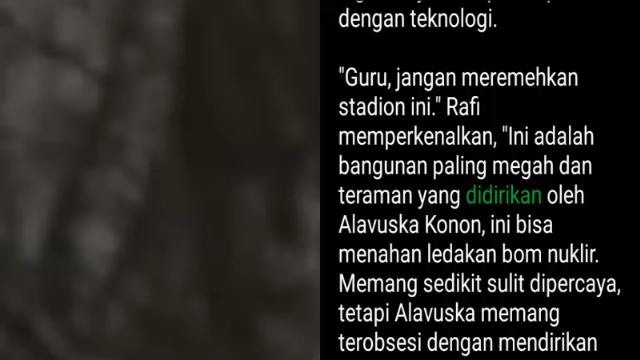 dengan teknologi.
"Guru, jangan meremehkan
stadion ini." Rafi
memperkenalkan, "Ini adalah
bangunan paling megah dan
teraman yang didirikan oleh
Alavuska Konon, ini bisa
menahan ledakan bom nuklir.
Memang sedikit sulit dipercaya,
tetapi Alavuska memang
terobsesi dengan mendirikan